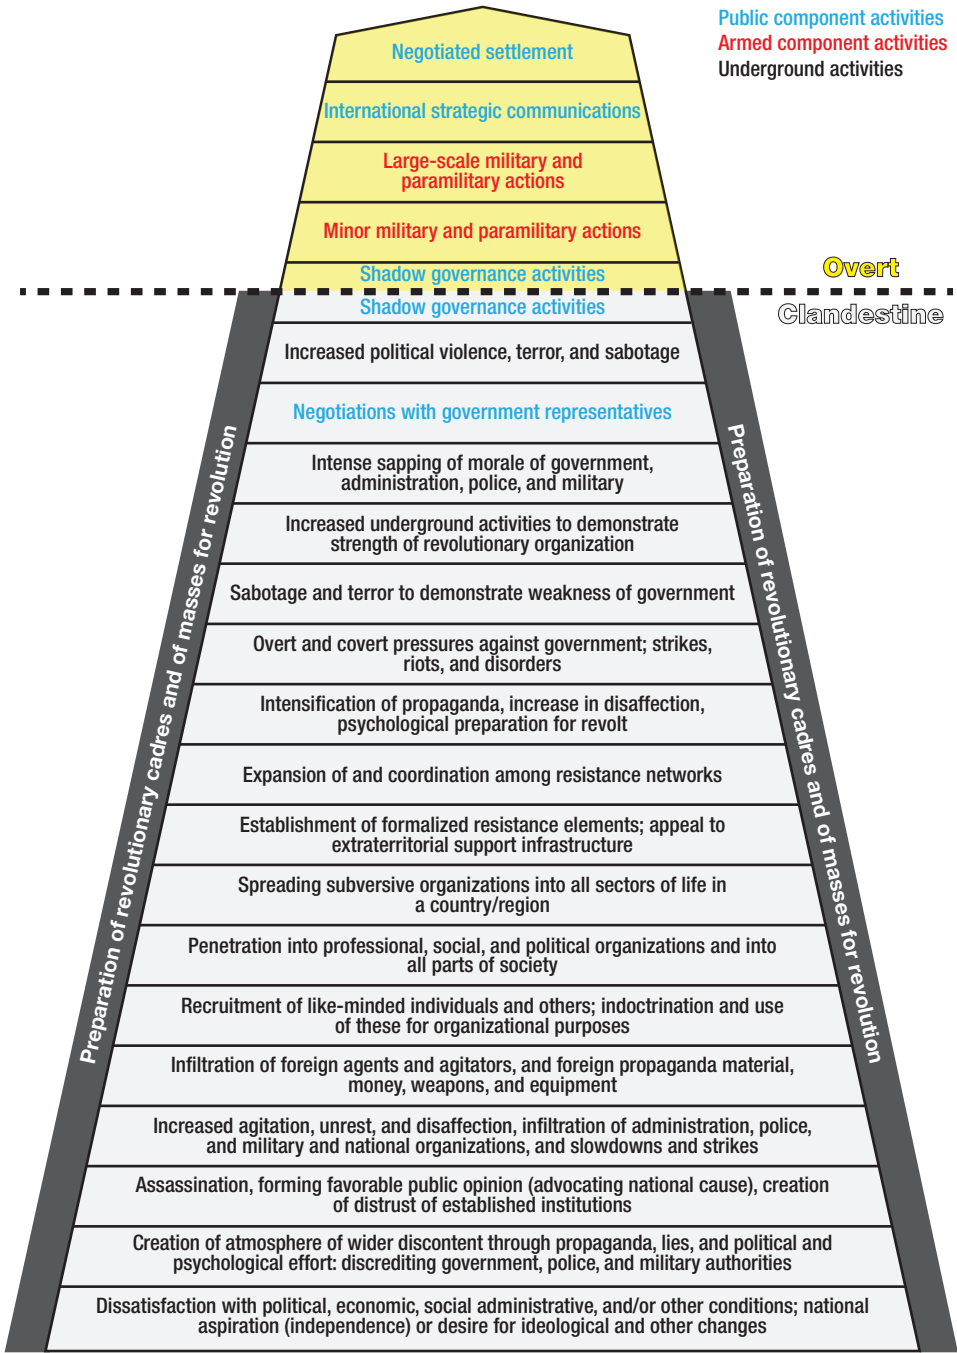 Public component activities
Armed component activities
Underground activities
Negotiated settlement
International strategic communications
Large-scale military and
paramilitary actions
Minor military and paramilitary actions
Shadow governance activities
Overt
Clandestine
Shadow governance activities
Increased political violence, terror, and sabotage
Negotiations with government representatives
Intense sapping of morale of government,
administration, police, and military
Increased underground activities to demonstrate
strength of revolutionary organization
Sabotage and terror to demonstrate weakness of government
Overt and covert pressures against government; strikes,
riots, and disorders
Intensification of propaganda, increase in disaffection,
psychological preparation for revolt
Expansion of and coordination among resistance networks
Establishment of formalized resistance elements; appeal to
extraterritorial support infrastructure
Spreading subversive organizations into all sectors of life in
a country/region
Penetration into professional, social, and political organizations and into
all parts of society
Recruitment of like-minded individuals and others; indoctrination and use
of these for organizational purposes
Infiltration of foreign agents and agitators, and foreign propaganda material,
money, weapons, and equipment
Increased agitation, unrest, and disaffection, infiltration of administration, police,
and military and national organizations, and slowdowns and strikes
Assassination, forming favorable public opinion (advocating national cause), creation
of distrust of established institutions
Creation of atmosphere of wider discontent through propaganda, lies, and political and
psychological effort: discrediting government, police, and military authorities
Dissatisfaction with political, economic, social administrative, and/or other conditions; national
aspiration (independence) or desire for ideological and other changes
Preparation of revolutionary cadres and of masses for revolution
Preparation of revolutionary cadres and of masses for revolution